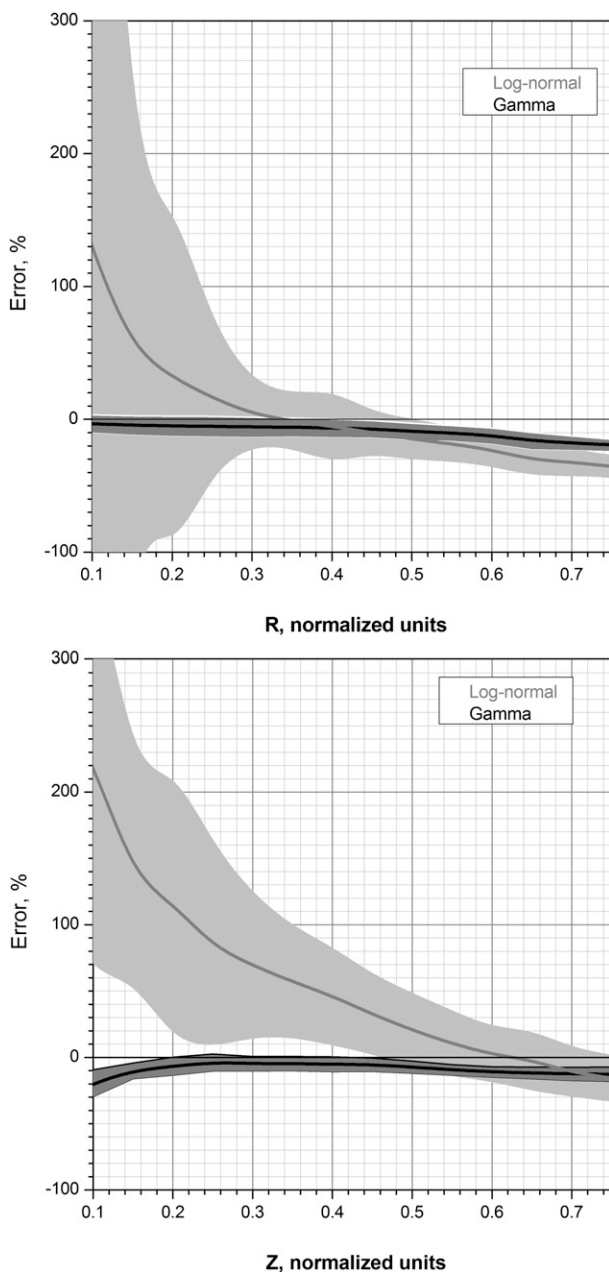 300
Log-normal
Gamma
200
Error, %
100
0
-100
0.1 0.2 0.3 0.4 0.5 0.6 0.7
R, normalized units
300
Log-normal
Gamma
200
Error, %
100
0
-100
0.1 0.2 0.3 0.4 0.5 0.6 0.7
Z, normalized units